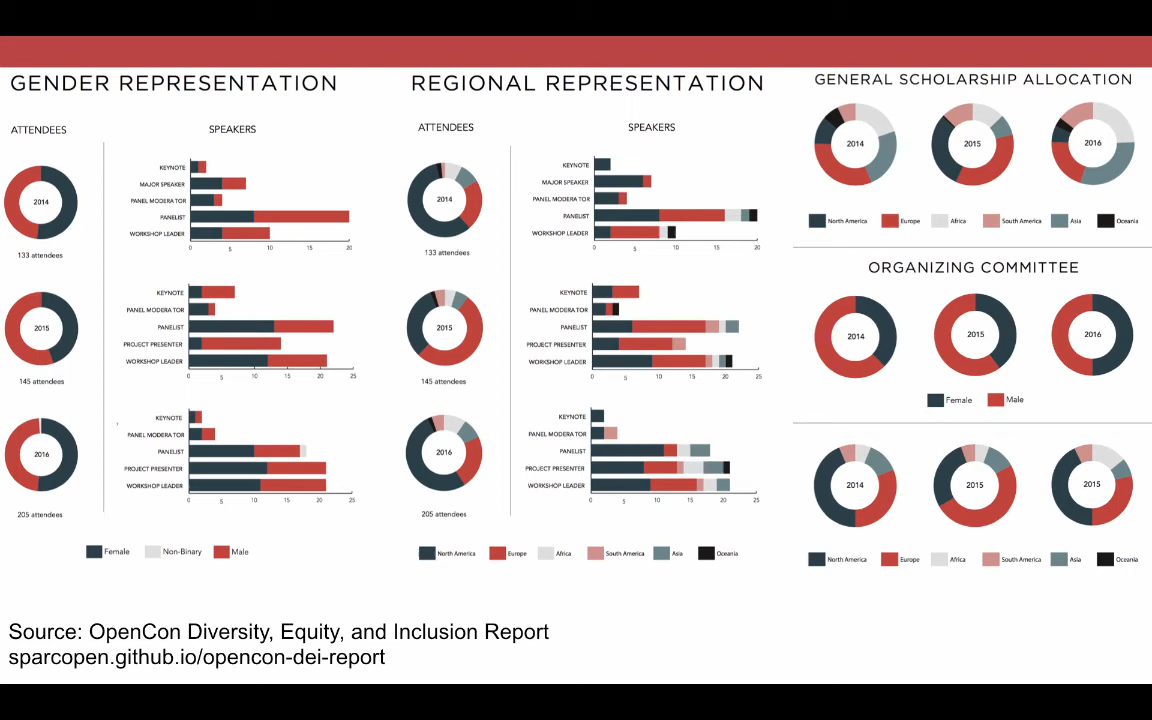 GENDER REPRESENTATION
ATTENDEES
SPEAKERS
2014
133 attendees
KEYNOTE
MAJOR SPEAKER
PANEL MODERATOR
PANELIST
WORKSHOP LEADER
0 5 10 15 20
2015
145 attendees
KEYNOTE
PANEL MODERATOR
PANELIST
PROJECT PRESENTER
WORKSHOP LEADER
0 5 10 15 20 25
2016
205 attendees
KEYNOTE
PANEL MODERATOR
PANELIST
PROJECT PRESENTER
WORKSHOP LEADER
0 5 10 15 20 25
Female Non-Binary Male
REGIONAL REPRESENTATION
ATTENDEES
SPEAKERS
2014
133 attendees
KEYNOTE
MAJOR SPEAKER
PANEL MODERATOR
PANELIST
WORKSHOP LEADER
0 5 10 15 20
2015
145 attendees
KEYNOTE
PANEL MODERATOR
PANELIST
PROJECT PRESENTER
WORKSHOP LEADER
0 5 10 15 20 25
2016
205 attendees
KEYNOTE
PANEL MODERATOR
PANELIST
PROJECT PRESENTER
WORKSHOP LEADER
0 5 10 15 20 25
North America Europe Africa South America Asia Oceania
GENERAL SCHOLARSHIP ALLOCATION
2014 2015 2016
North America Europe Africa South America Asia Oceania
ORGANIZING COMMITTEE
2014 2015 2016
Female Male
2014 2015 2015
North America Europe Africa South America Asia Oceania
Source: OpenCon Diversity, Equity, and Inclusion Report
sparcopen.github.io/opencon-dei-report